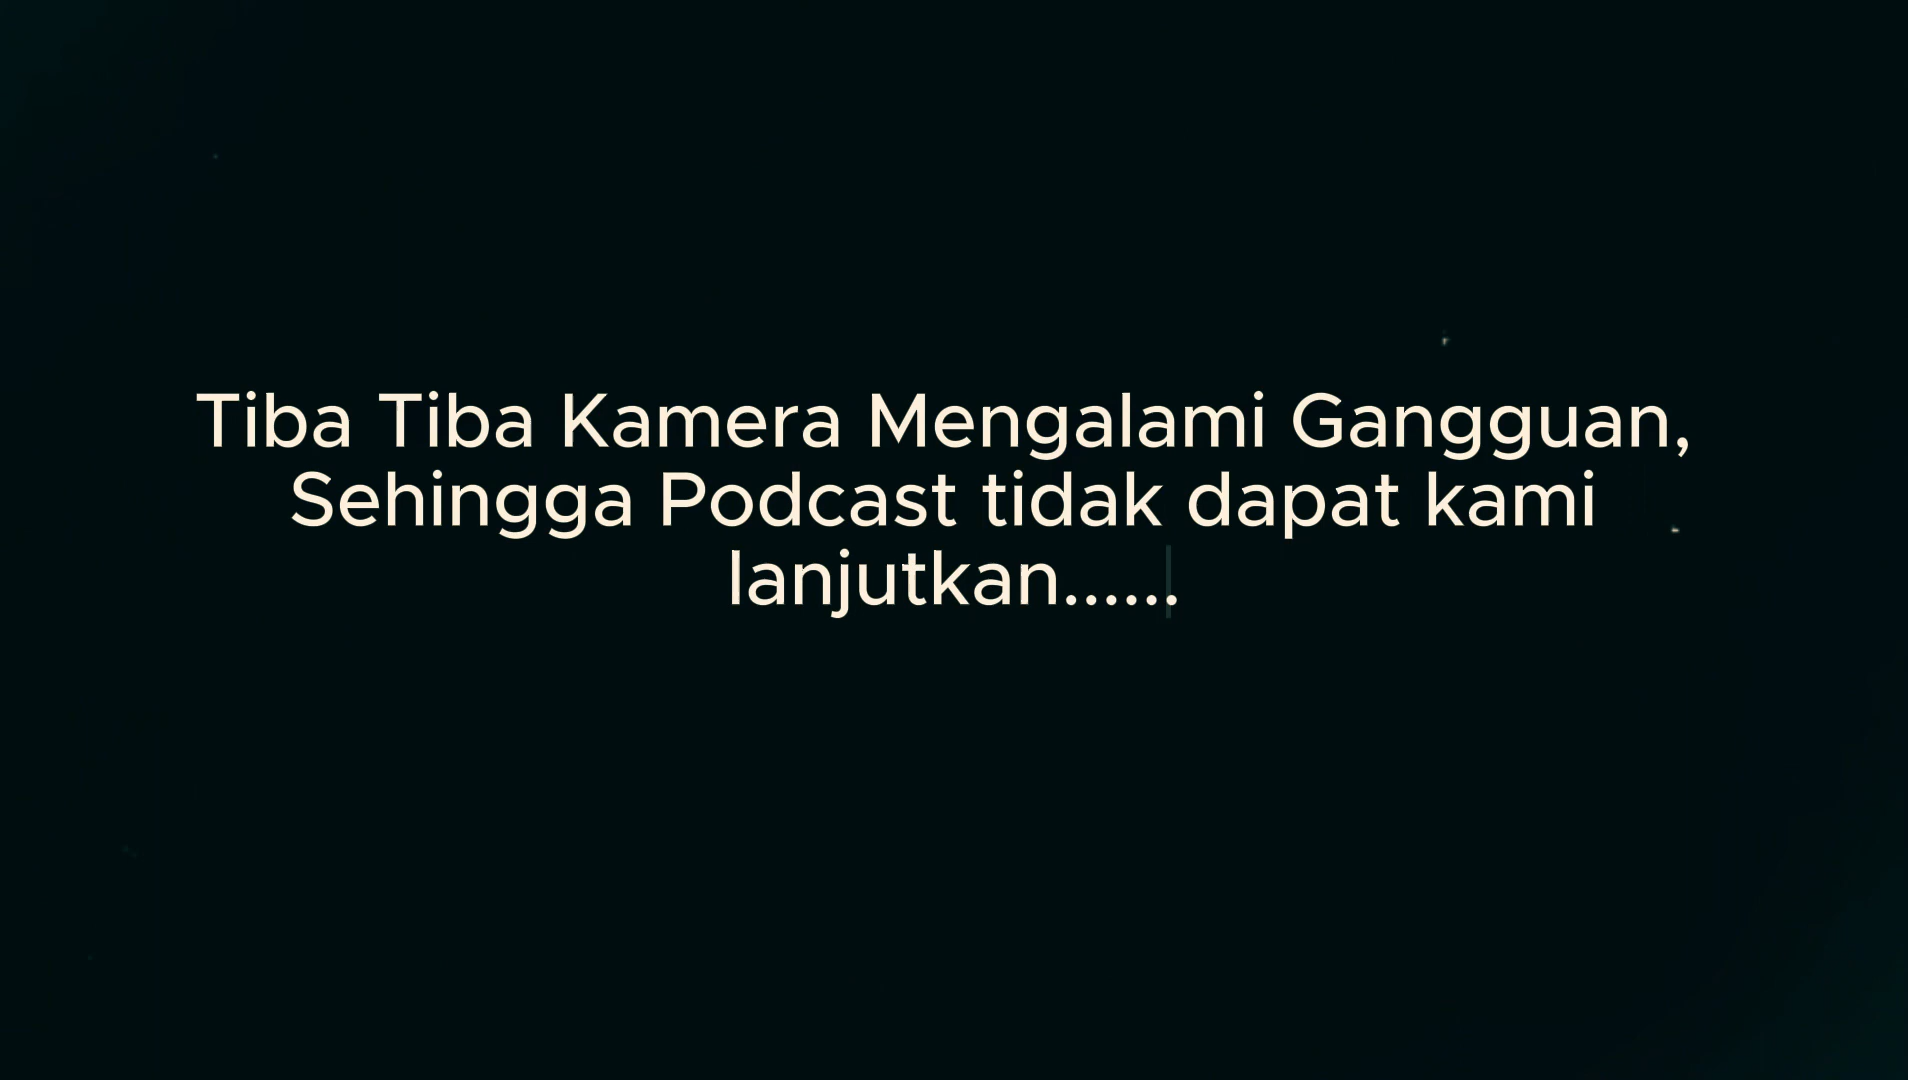 Tiba Tiba Kamera Mengalami Gangguan,
Sehingga Podcast tidak dapat kami
lanjutkan......